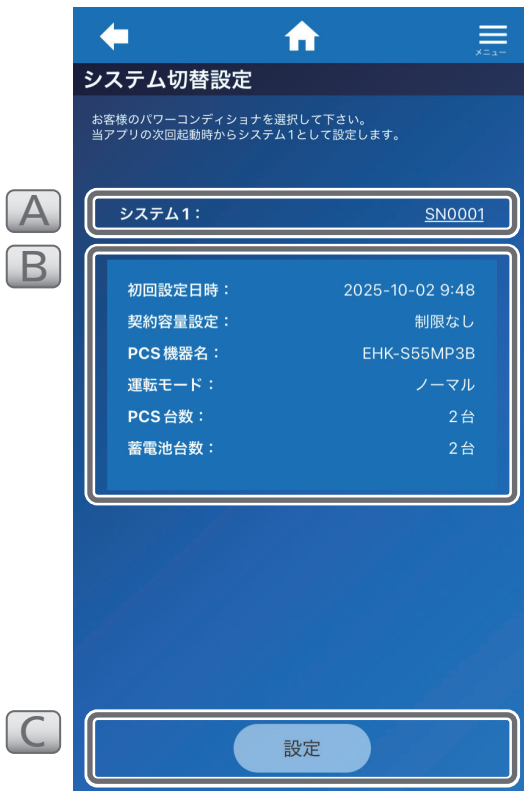 メニュー
システム切替設定
お客様のパワーコンディショナを選択して下さい。
当アプリの次回起動時からシステム1として設定します。
A
システム1： SN0001
B
初回設定日時： 2025-10-02 9:48
契約容量設定： 制限なし
PCS機器名： EHK-S55MP3B
運転モード： ノーマル
PCS台数： 2台
蓄電池台数： 2台
C
設定